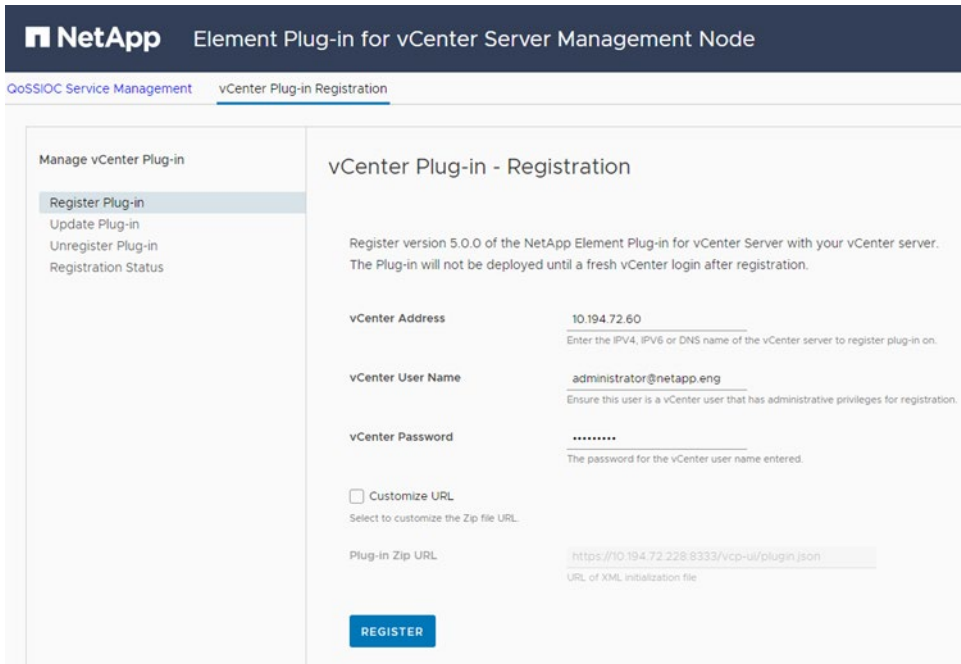 NetApp Element Plug-in for vCenter Server Management Node
QoSSIOC Service Management vCenter Plug-in Registration
Manage vCenter Plug-in
Register Plug-in
Update Plug-in
Unregister Plug-in
Registration Status
vCenter Plug-in - Registration
Register version 5.0.0 of the NetApp Element Plug-in for vCenter Server with your vCenter server.
The Plug-in will not be deployed until a fresh vCenter login after registration.
vCenter Address 10.194.72.60
Enter the IPV4, IPV6 or DNS name of the vCenter server to register plug-in on.
vCenter User Name administrator@netapp.eng
Ensure this user is a vCenter user that has administrative privileges for registration.
vCenter Password •••••••••
The password for the vCenter user name entered.
Customize URL
Select to customize the Zip file URL.
Plug-in Zip URL https://10.194.72.228:8333/vcp-ui/plugin.json
URL of XML initialization file
REGISTER